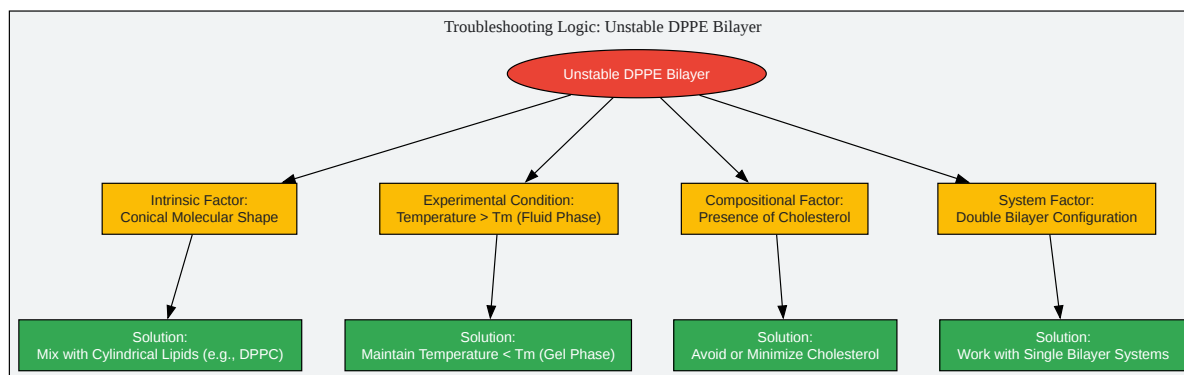 Troubleshooting Logic: Unstable DPPE Bilayer
Unstable DPPE Bilayer
Intrinsic Factor:
Conical Molecular Shape
Experimental Condition:
Temperature > Tm (Fluid Phase)
Compositional Factor:
Presence of Cholesterol
System Factor:
Double Bilayer Configuration
Solution:
Mix with Cylindrical Lipids (e.g., DPPC)
Solution:
Maintain Temperature < Tm (Gel Phase)
Solution:
Avoid or Minimize Cholesterol
Solution:
Work with Single Bilayer Systems